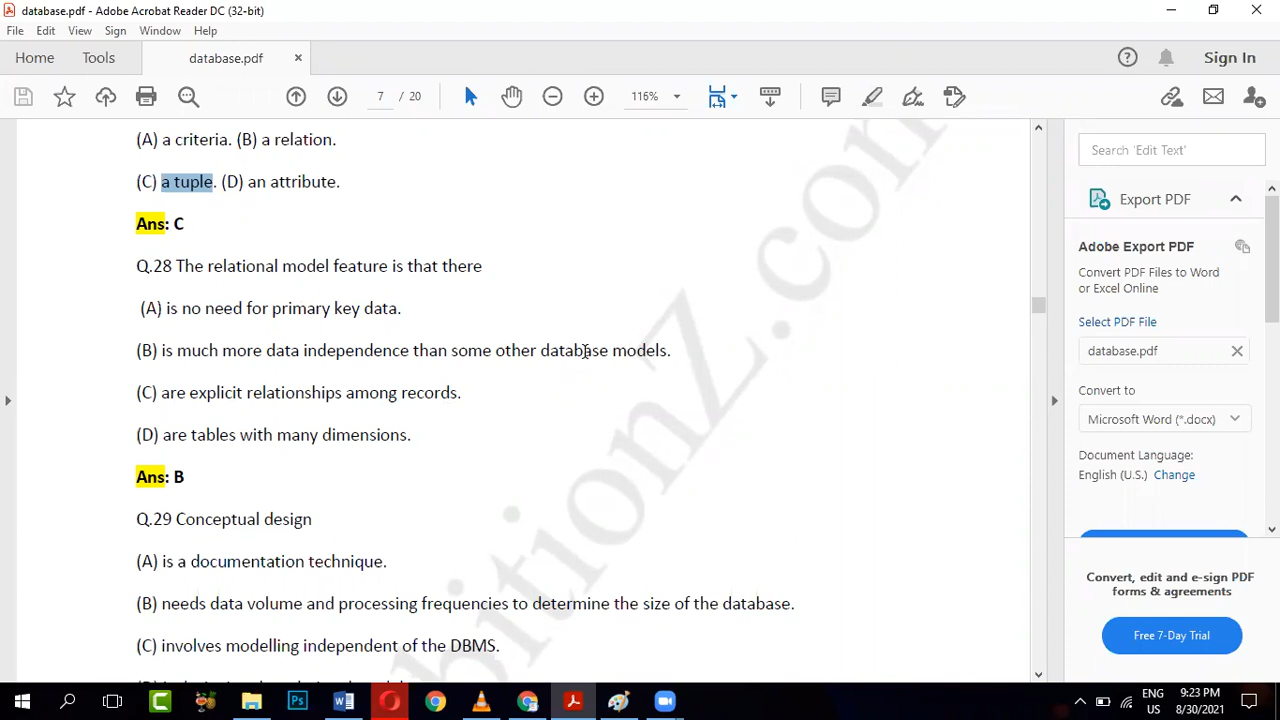 database.pdf - Adobe Acrobat Reader DC (32-bit)
File Edit View Sign Window Help
Home Tools database.pdf Sign In
7 / 20 116%
(A) a criteria. (B) a relation.
(C) a tuple. (D) an attribute.
Ans: C
Q.28 The relational model feature is that there
(A) is no need for primary key data.
(B) is much more data independence than some other database models.
(C) are explicit relationships among records.
(D) are tables with many dimensions.
Ans: B
Q.29 Conceptual design
(A) is a documentation technique.
(B) needs data volume and processing frequencies to determine the size of the database.
(C) involves modelling independent of the DBMS.
bitionZ.com
Search 'Edit Text'
Export PDF
Adobe Export PDF
Convert PDF Files to Word
or Excel Online
Select PDF File
database.pdf
Convert to
Microsoft Word (*.docx)
Document Language:
English (U.S.) Change
Convert, edit and e-sign PDF
forms & agreements
Free 7-Day Trial
Ps
ENG
US
9:23 PM
8/30/2021